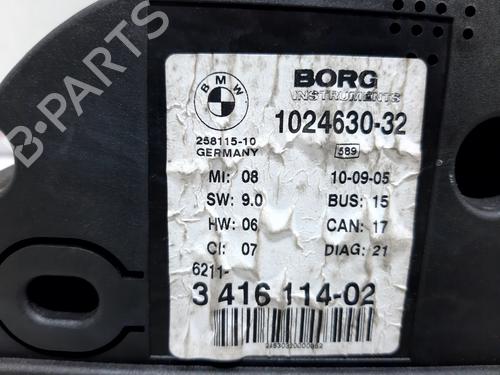 B-PARTS
BMW
BORG
INSTRUMENTS
258115-10
GERMANY
1024630-32
589
MI: 08
10-09-05
SW: 9.0
BUS: 15
HW: 06
CAN: 17
CI: 07
DIAG: 21
6211-
3 416 114-02